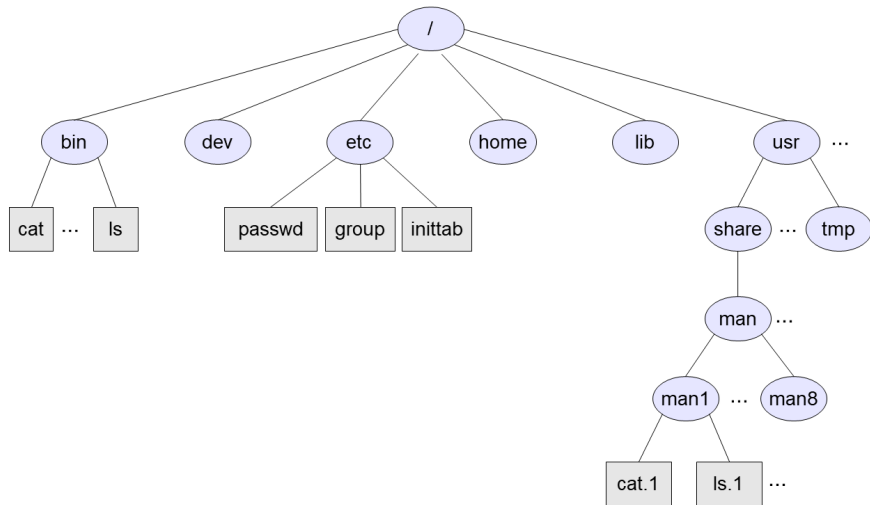 /
bin dev etc home lib usr ...
cat ... ls passwd group inittab share ... tmp
man ...
man1 ... man8
cat.1 ls.1 ...